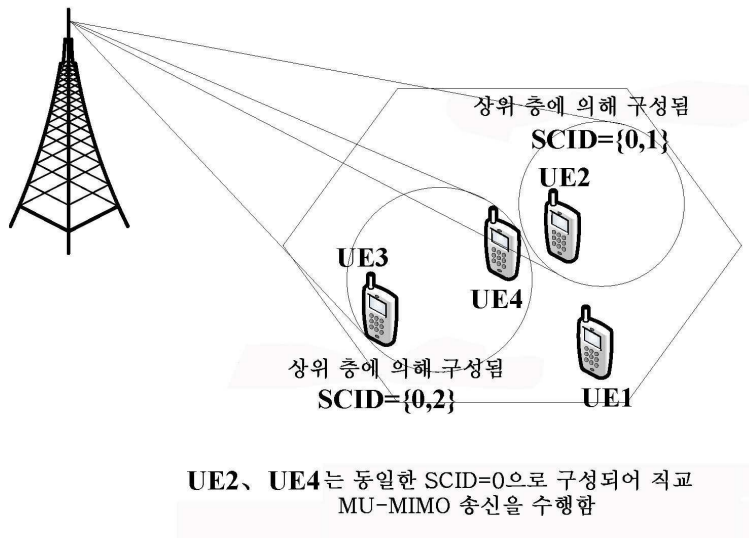 상위 층에 의해 구성됨
SCID={0,1}
UE2
UE3
UE4
상위 층에 의해 구성됨
SCID={0,2}
UE1
UE2、UE4는 동일한 SCID=0으로 구성되어 직교
MU-MIMO 송신을 수행함